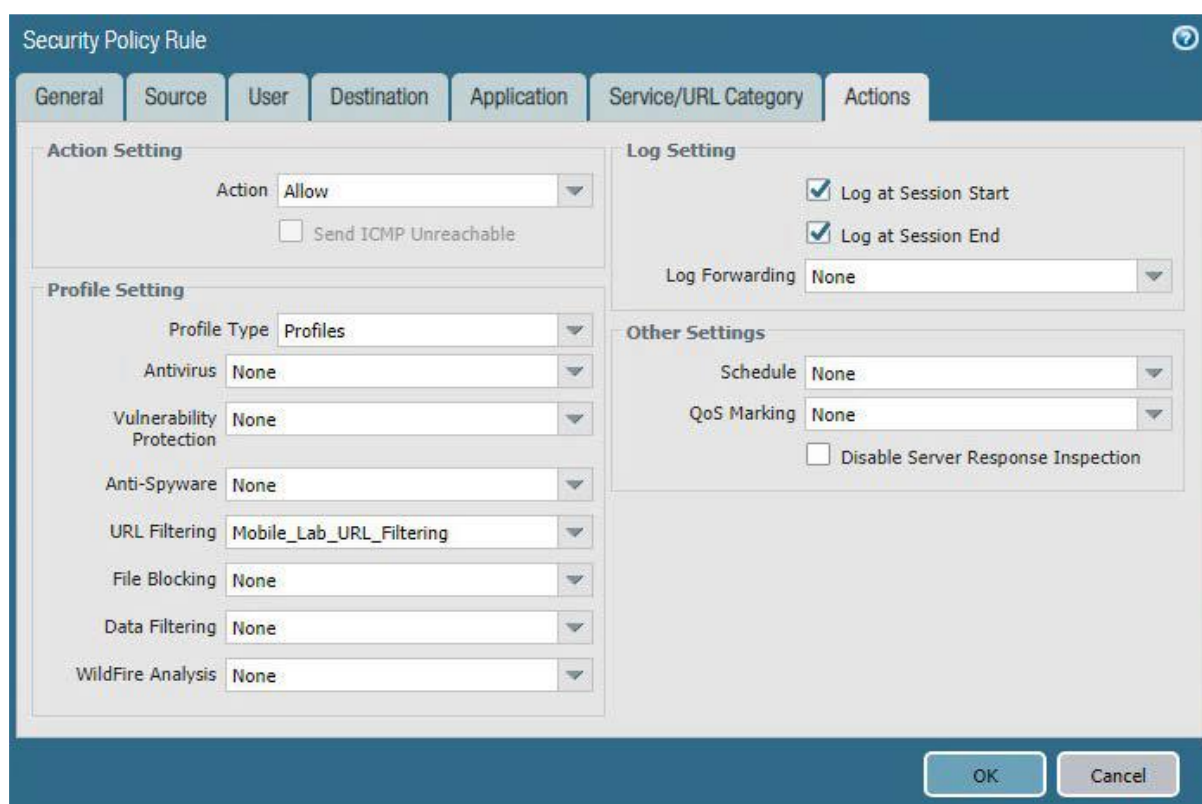 Security Policy Rule
General Source User Destination Application Service/URL Category Actions
Action Setting
Action Allow
Send ICMP Unreachable
Profile Setting
Profile Type Profiles
Antivirus None
Vulnerability
Protection None
Anti-Spyware None
URL Filtering Mobile_Lab_URL_Filtering
File Blocking None
Data Filtering None
WildFire Analysis None
Log Setting
Log at Session Start
Log at Session End
Log Forwarding None
Other Settings
Schedule None
QoS Marking None
Disable Server Response Inspection
OK Cancel